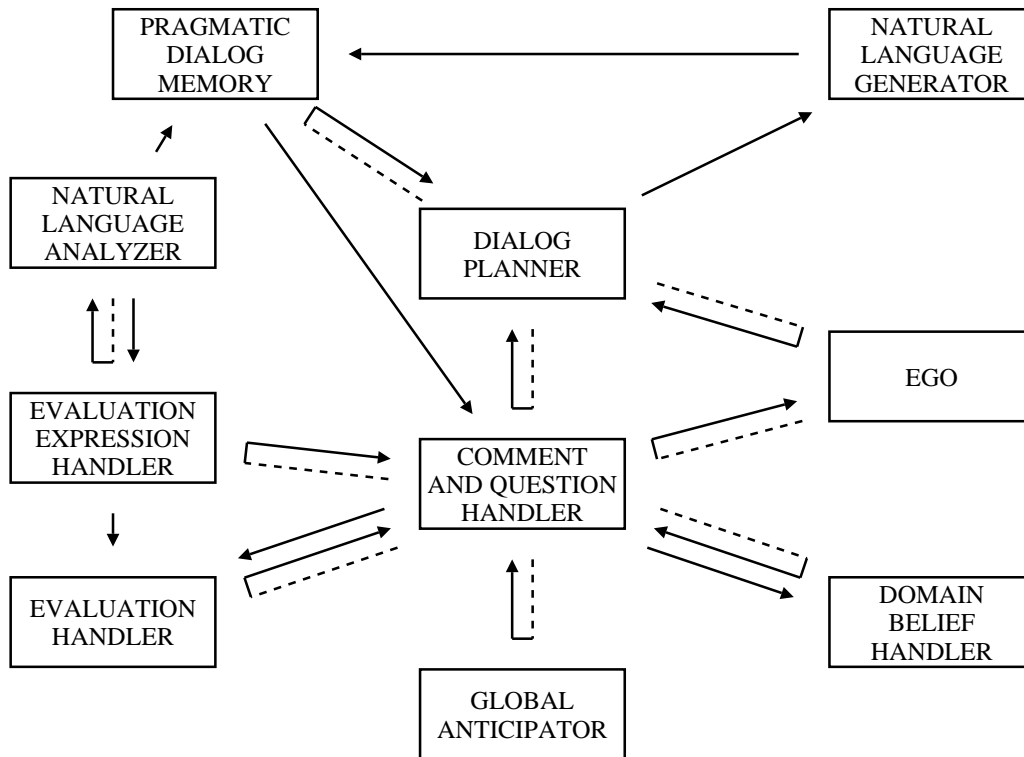 PRAGMATIC
DIALOG
MEMORY
NATURAL
LANGUAGE
GENERATOR
NATURAL
LANGUAGE
ANALYZER
DIALOG
PLANNER
EGO
EVALUATION
EXPRESSION
HANDLER
COMMENT
AND QUESTION
HANDLER
EVALUATION
HANDLER
DOMAIN
BELIEF
HANDLER
GLOBAL
ANTICIPATOR